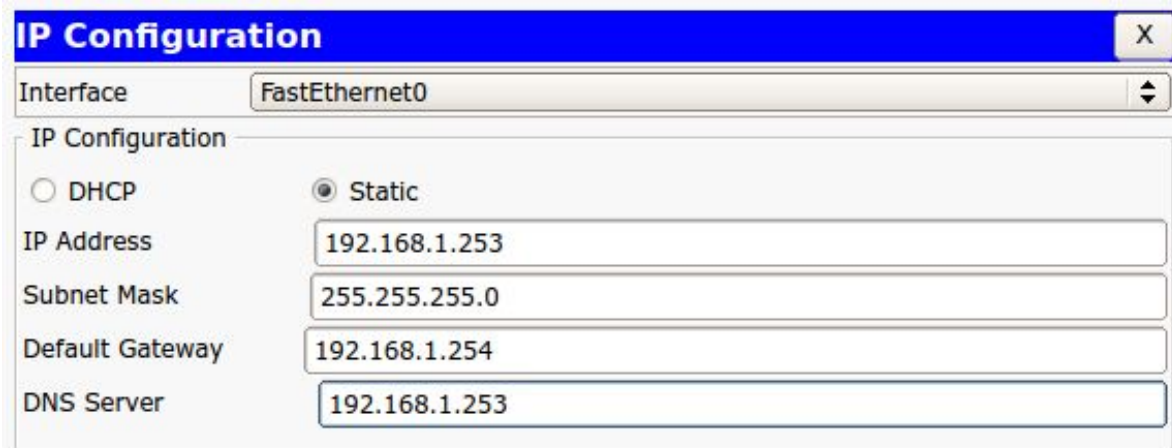 IP Configuration X
Interface FastEthernet0
IP Configuration
DHCP Static
IP Address 192.168.1.253
Subnet Mask 255.255.255.0
Default Gateway 192.168.1.254
DNS Server 192.168.1.253